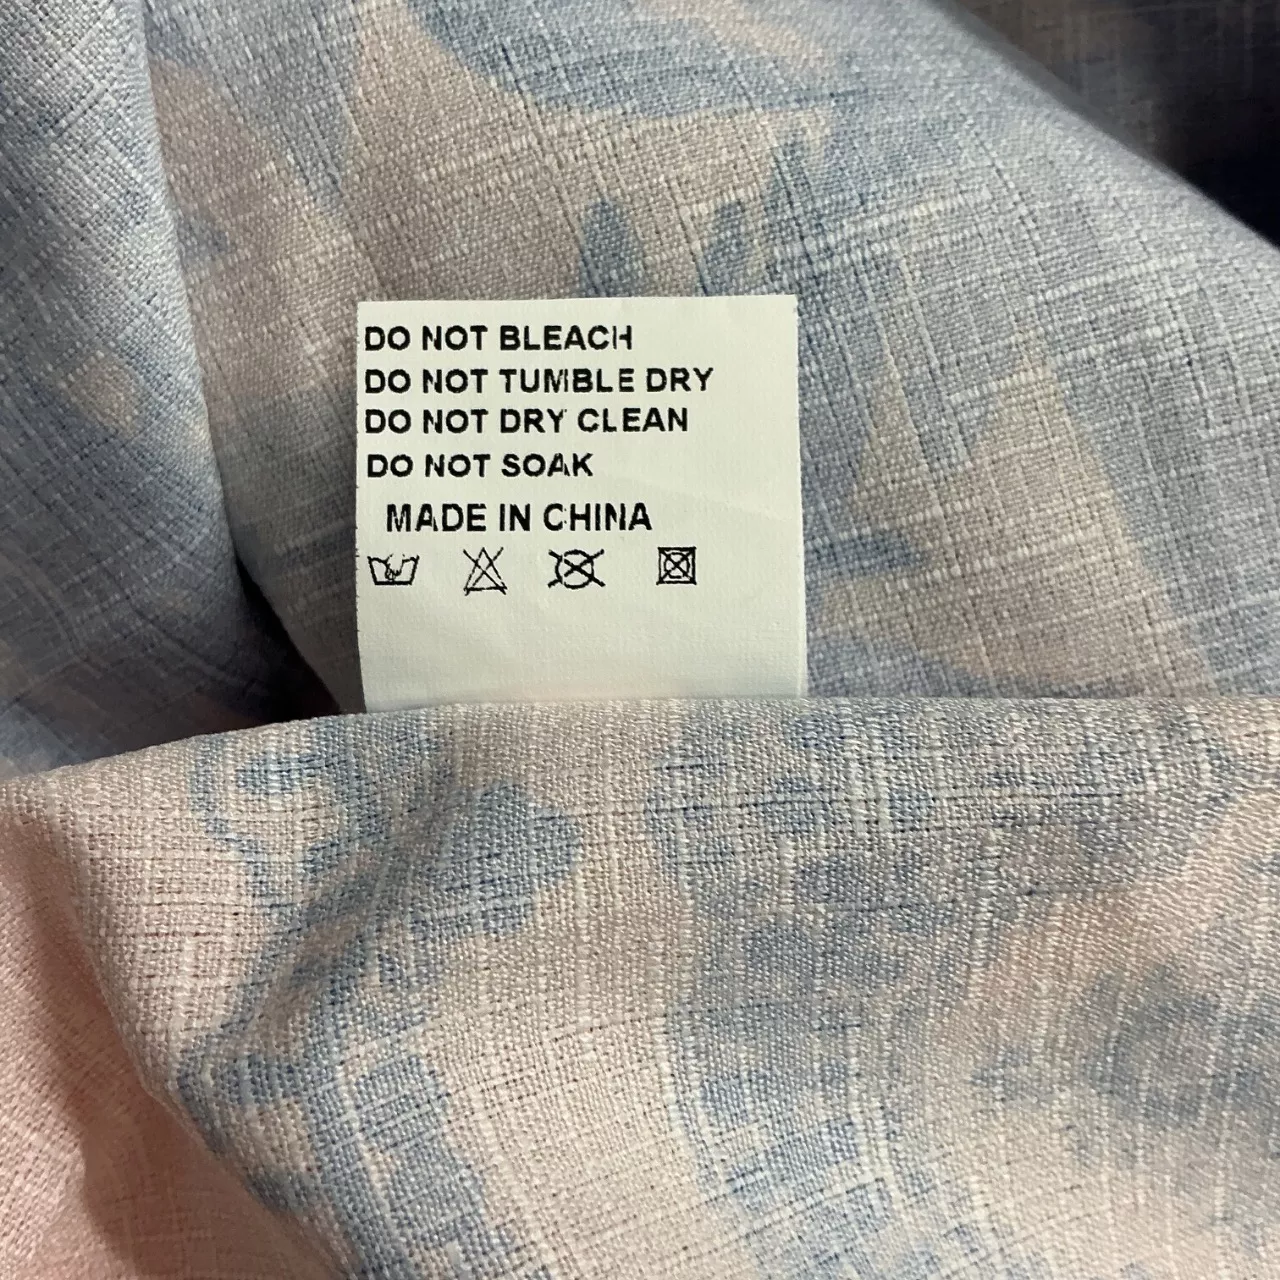 DO NOT BLEACH
DO NOT TUMBLE DRY
DO NOT DRY CLEAN
DO NOT SOAK
MADE IN CHINA